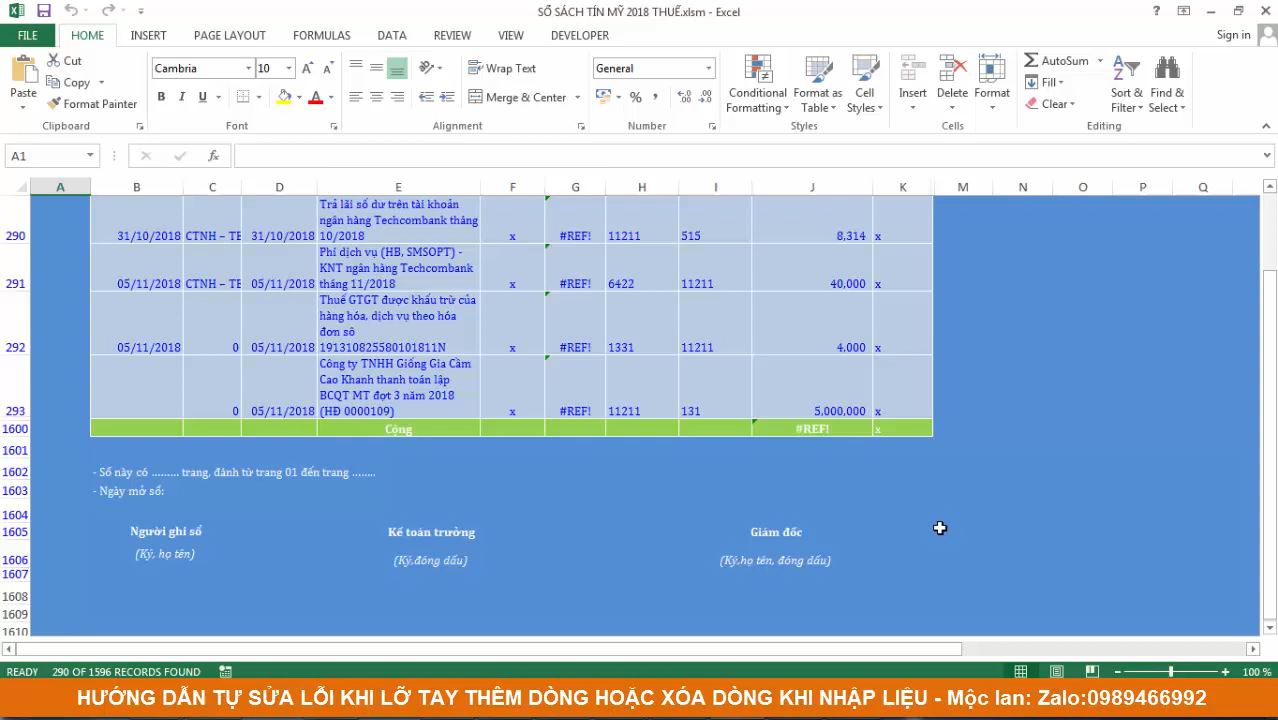 SỔ SÁCH TÍN MỸ 2018 THUẾ.xlsm - Excel
FILE HOME INSERT PAGE LAYOUT FORMULAS DATA REVIEW VIEW DEVELOPER Sign in
Cut
Copy
Format Painter
Paste
Clipboard
Cambria 10
B I U
Font
Wrap Text
Merge & Center
Alignment
General
Number
Conditional Formatting
Format as Table
Cell Styles
Styles
Insert Delete Format
Cells
AutoSum
Fill
Clear
Sort & Filter
Find & Select
Editing
A1 fx
A B C D E F G H I J K M N O P Q
Trả lãi số dư trên tài khoản
ngân hàng Techcombank tháng
290 31/10/2018 CTNH – TE 31/10/2018 10/2018 x #REF! 11211 515 8,314 x
Phí dịch vụ (HB, SMSOPT) -
KNT ngân hàng Techcombank
291 05/11/2018 CTNH – TE 05/11/2018 tháng 11/2018 x #REF! 6422 11211 40,000 x
Thuế GTGT được khấu trừ của
hàng hóa, dịch vụ theo hóa
đơn số
292 05/11/2018 0 05/11/2018 191310825580101811N x #REF! 1331 11211 4,000 x
Công ty TNHH Giống Gia Cầm
Cao Khanh thanh toán lập
BCQT MT đợt 3 năm 2018
293 0 05/11/2018 (HĐ 0000109) x #REF! 11211 131 5,000,000 x
1600 Cộng #REF! x
1601
1602 - Sổ này có ......... trang, đánh từ trang 01 đến trang ........
1603 - Ngày mở sổ:
1604
1605 Người ghi sổ Kế toán trưởng Giám đốc
(Ký, họ tên)
1606 (Ký,đóng dấu) (Ký,họ tên, đóng dấu)
1607
1608
1609
1610
READY 290 OF 1596 RECORDS FOUND 100 %
HƯỚNG DẪN TỰ SỬA LỖI KHI LỠ TAY THÊM DÒNG HOẶC XÓA DÒNG KHI NHẬP LIỆU - Mộc lan: Zalo:0989466992